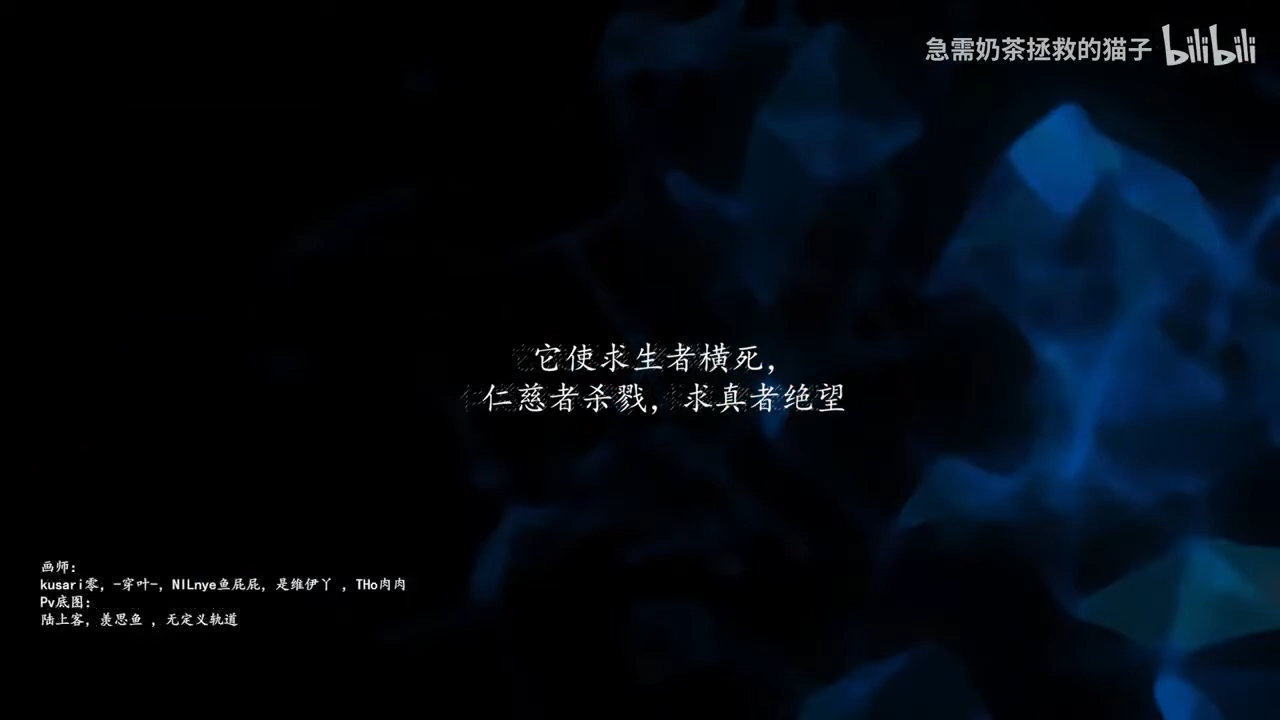 急需奶茶拯救的猫子 bilibili
它使求生者横死,
仁慈者杀戮, 求真者绝望
画师:
kusari零, -穿叶-, NILnye鱼屁屁, 是维伊丫 , THo肉肉
Pv底图:
陆上客, 羡思鱼 , 无定义轨道